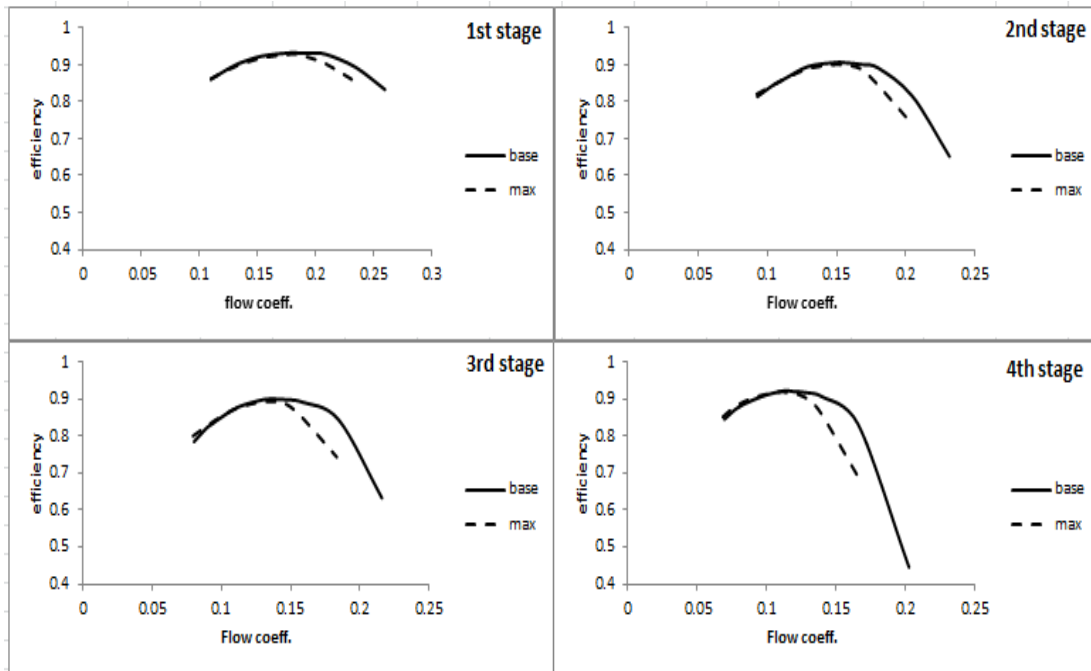 1st stage
1
0.9
0.8
0.7
0.6
0.5
0.4
efficiency
0 0.05 0.1 0.15 0.2 0.25 0.3
flow coeff.
base
max
2nd stage
1
0.9
0.8
0.7
0.6
0.5
0.4
efficiency
0 0.05 0.1 0.15 0.2 0.25
Flow coeff.
base
max
3rd stage
1
0.9
0.8
0.7
0.6
0.5
0.4
efficiency
0 0.05 0.1 0.15 0.2 0.25
Flow coeff.
base
max
4th stage
1
0.9
0.8
0.7
0.6
0.5
0.4
efficiency
0 0.05 0.1 0.15 0.2 0.25
Flow coeff.
base
max